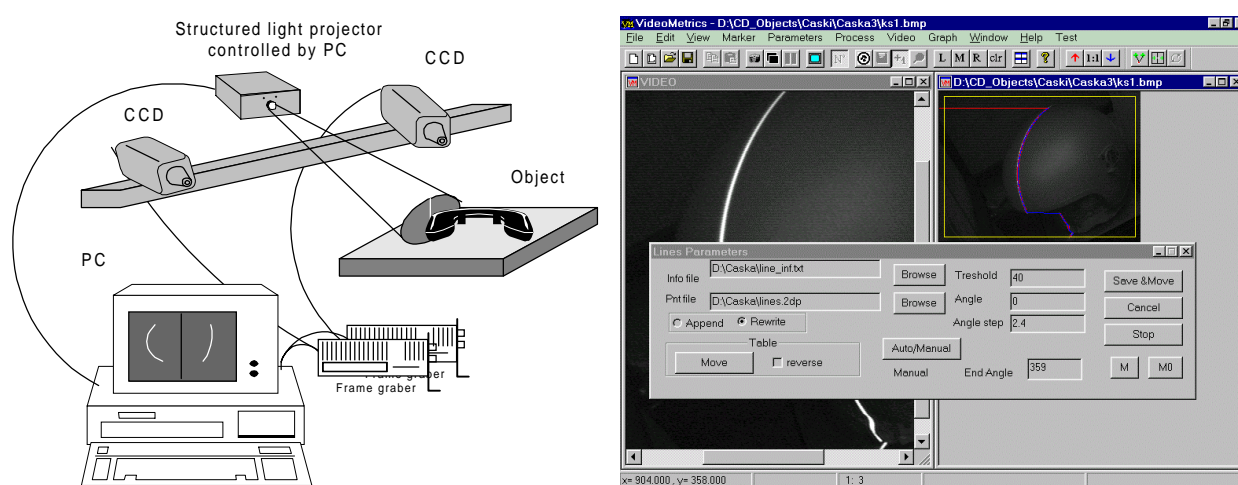 Structured light projector
controlled by PC
CCD
CCD
Object
PC
Frame graber
Frame graber
VideoMetrics - D:\CD_Objects\Caski\Caska3\ks1.bmp
File Edit View Marker Parameters Process Video Graph Window Help Test
N° +1 L M R clr ? 1:1
VIDEO
D:\CD_Objects\Caski\Caska3\ks1.bmp
Lines Parameters
Info file D:\Caska\line_inf.txt Browse Treshold 40 Save &Move
Pnt file D:\Caska\lines.2dp Browse Angle 0 Cancel
Append Rewrite Angle step 2.4 Stop
Table
Move reverse Auto/Manual
Manual End Angle 359 M M0
x= 904.000 , y= 358.000 1: 3